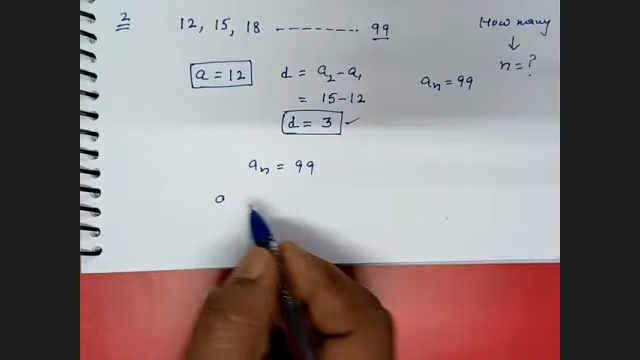 2 12, 15, 18 -------- 99
How many
↓
n = ?
a = 12 d = a₂ - a₁ aₙ = 99
= 15 - 12
d = 3 ✓
aₙ = 99
a